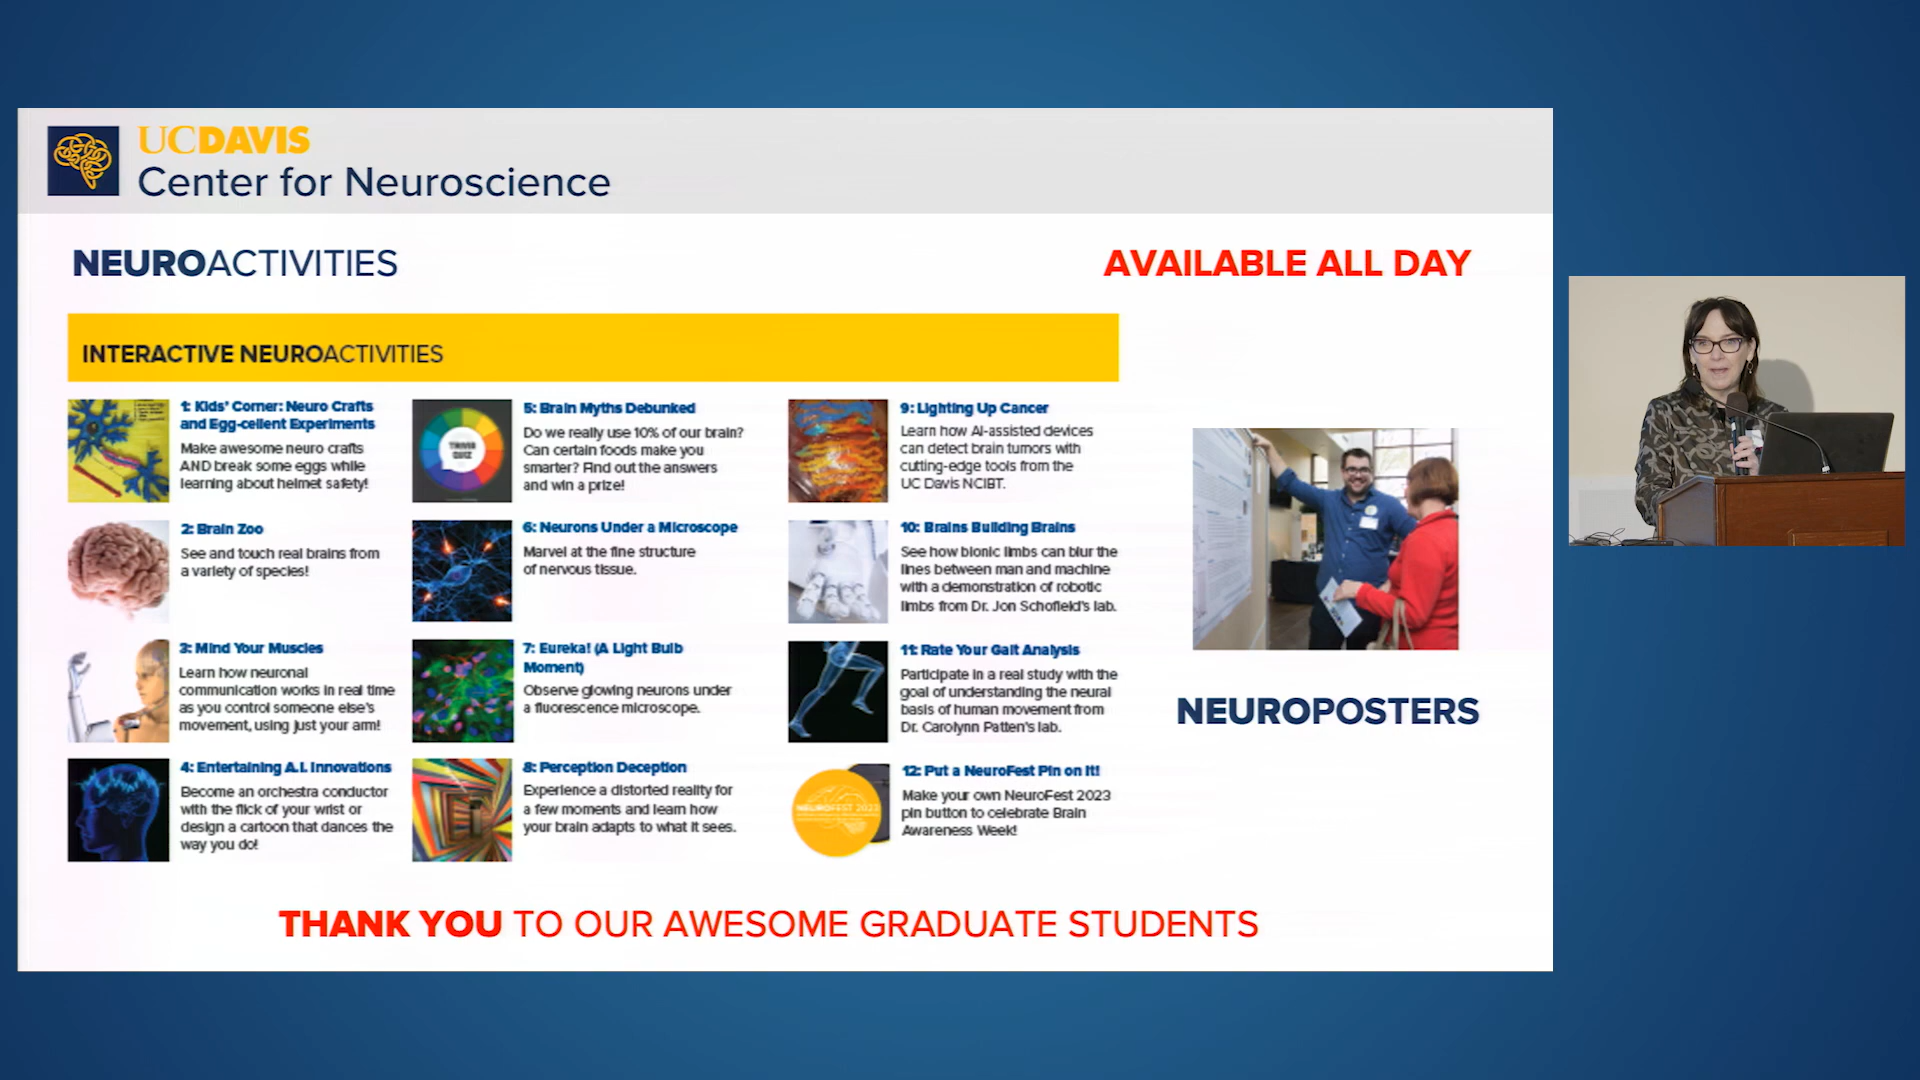 UCDAVIS
Center for Neuroscience
NEUROACTIVITIES
AVAILABLE ALL DAY
INTERACTIVE NEUROACTIVITIES
1: Kids' Corner: Neuro Crafts
and Egg-cellent Experiments
Make awesome neuro crafts
AND break some eggs while
learning about helmet safety!
2: Brain Zoo
See and touch real brains from
a variety of species!
3: Mind Your Muscles
Learn how neuronal
communication works in real time
as you control someone else's
movement, using just your arm!
4: Entertaining A.I. Innovations
Become an orchestra conductor
with the flick of your wrist or
design a cartoon that dances the
way you do!
TRIVIA
QUIZ
5: Brain Myths Debunked
Do we really use 10% of our brain?
Can certain foods make you
smarter? Find out the answers
and win a prize!
6: Neurons Under a Microscope
Marvel at the fine structure
of nervous tissue.
7: Eureka! (A Light Bulb
Moment)
Observe glowing neurons under
a fluorescence microscope.
8: Perception Deception
Experience a distorted reality for
a few moments and learn how
your brain adapts to what it sees.
9: Lighting Up Cancer
Learn how AI-assisted devices
can detect brain tumors with
cutting-edge tools from the
UC Davis NCIBT.
10: Brains Building Brains
See how bionic limbs can blur the
lines between man and machine
with a demonstration of robotic
limbs from Dr. Jon Schofield's lab.
11: Rate Your Gait Analysis
Participate in a real study with the
goal of understanding the neural
basis of human movement from
Dr. Carolynn Patten's lab.
NEUROFEST 2023
12: Put a NeuroFest Pin on It!
Make your own NeuroFest 2023
pin button to celebrate Brain
Awareness Week!
NEUROPOSTERS
THANK YOU TO OUR AWESOME GRADUATE STUDENTS